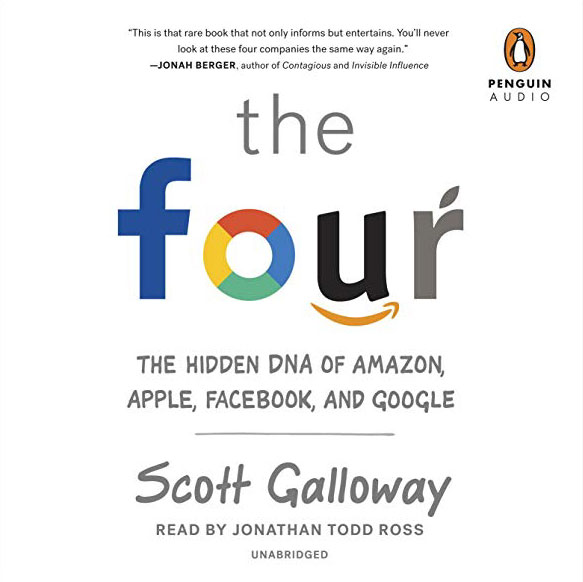 "This is that rare book that not only informs but entertains. You'll never
look at these four companies the same way again."
—JONAH BERGER, author of Contagious and Invisible Influence
PENGUIN
AUDIO
the
four
THE HIDDEN DNA OF AMAZON,
APPLE, FACEBOOK, AND GOOGLE
Scott Galloway
READ BY JONATHAN TODD ROSS
UNABRIDGED